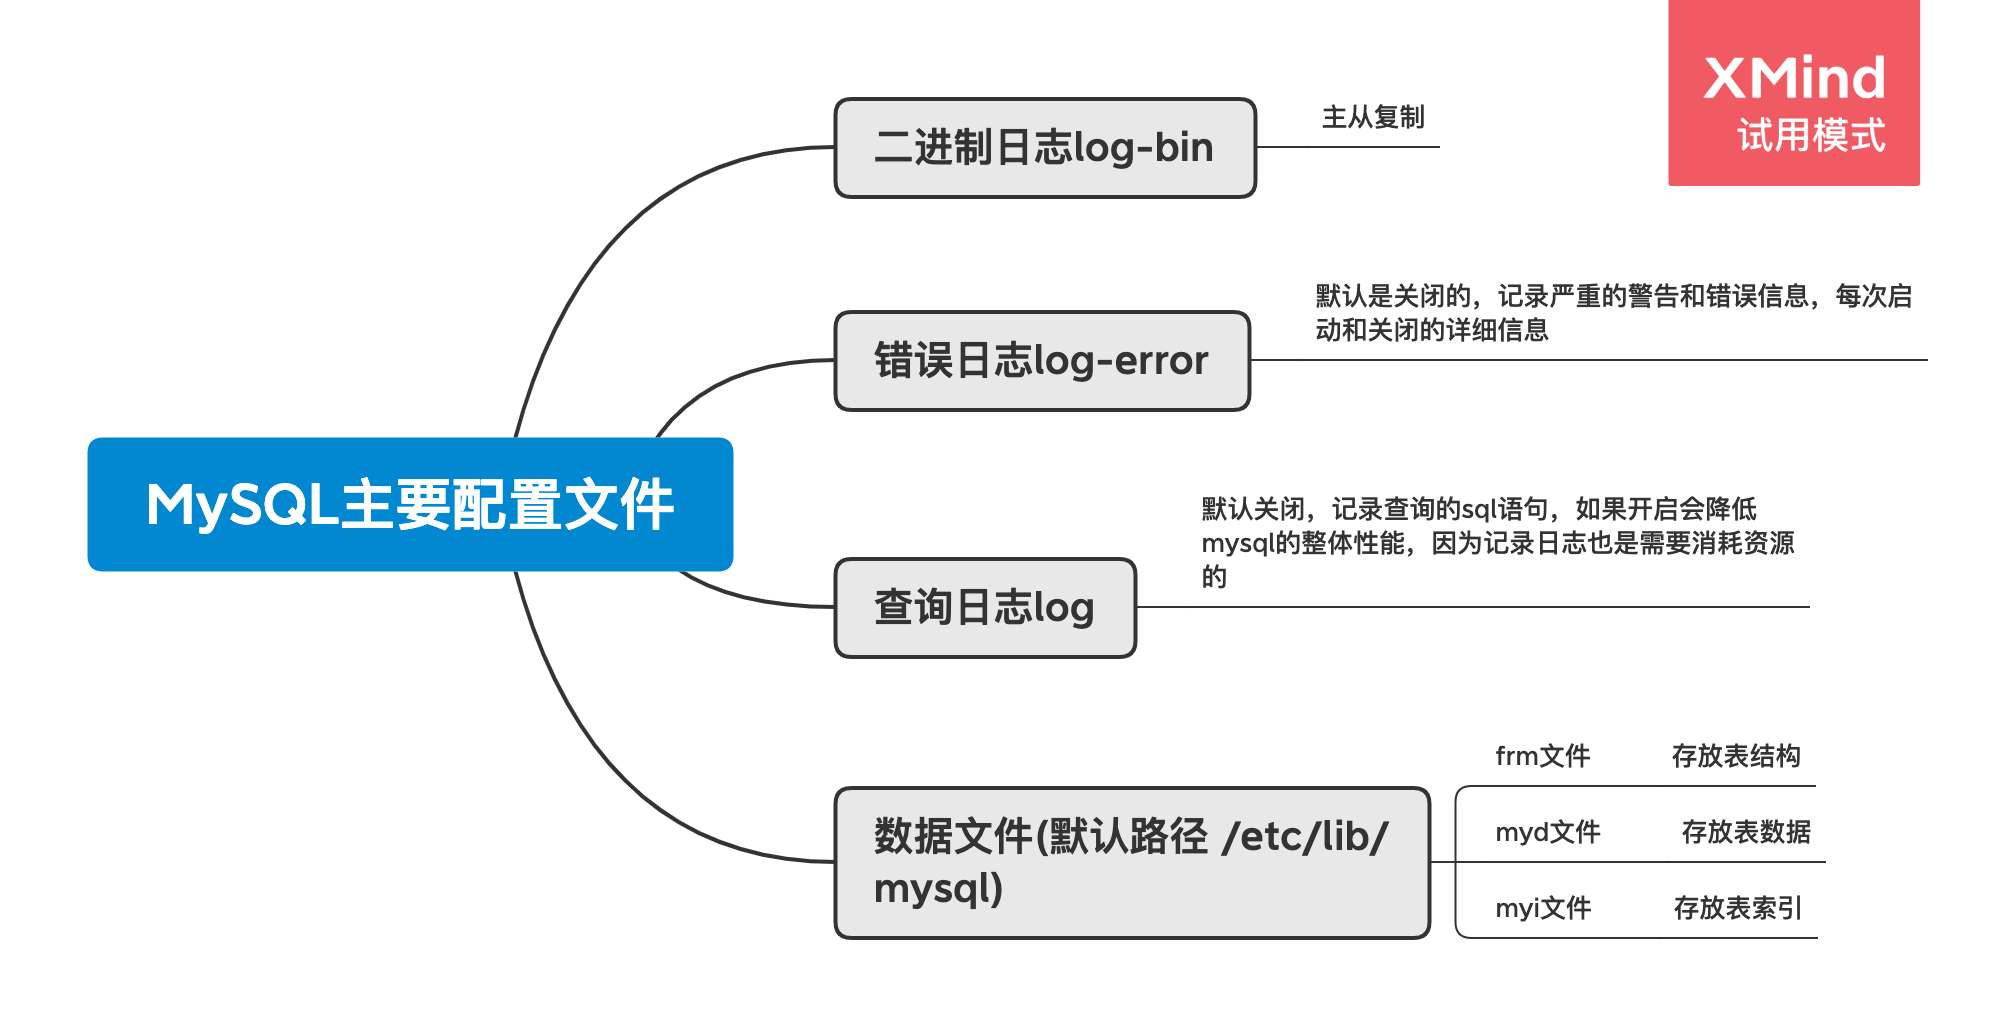 XMind
试用模式
二进制日志log-bin
主从复制
错误日志log-error
默认是关闭的，记录严重的警告和错误信息，每次启
动和关闭的详细信息
MySQL主要配置文件
查询日志log
默认关闭，记录查询的sql语句，如果开启会降低
mysql的整体性能，因为记录日志也是需要消耗资源
的
数据文件(默认路径 /etc/lib/
mysql)
frm文件 存放表结构
myd文件 存放表数据
myi文件 存放表索引